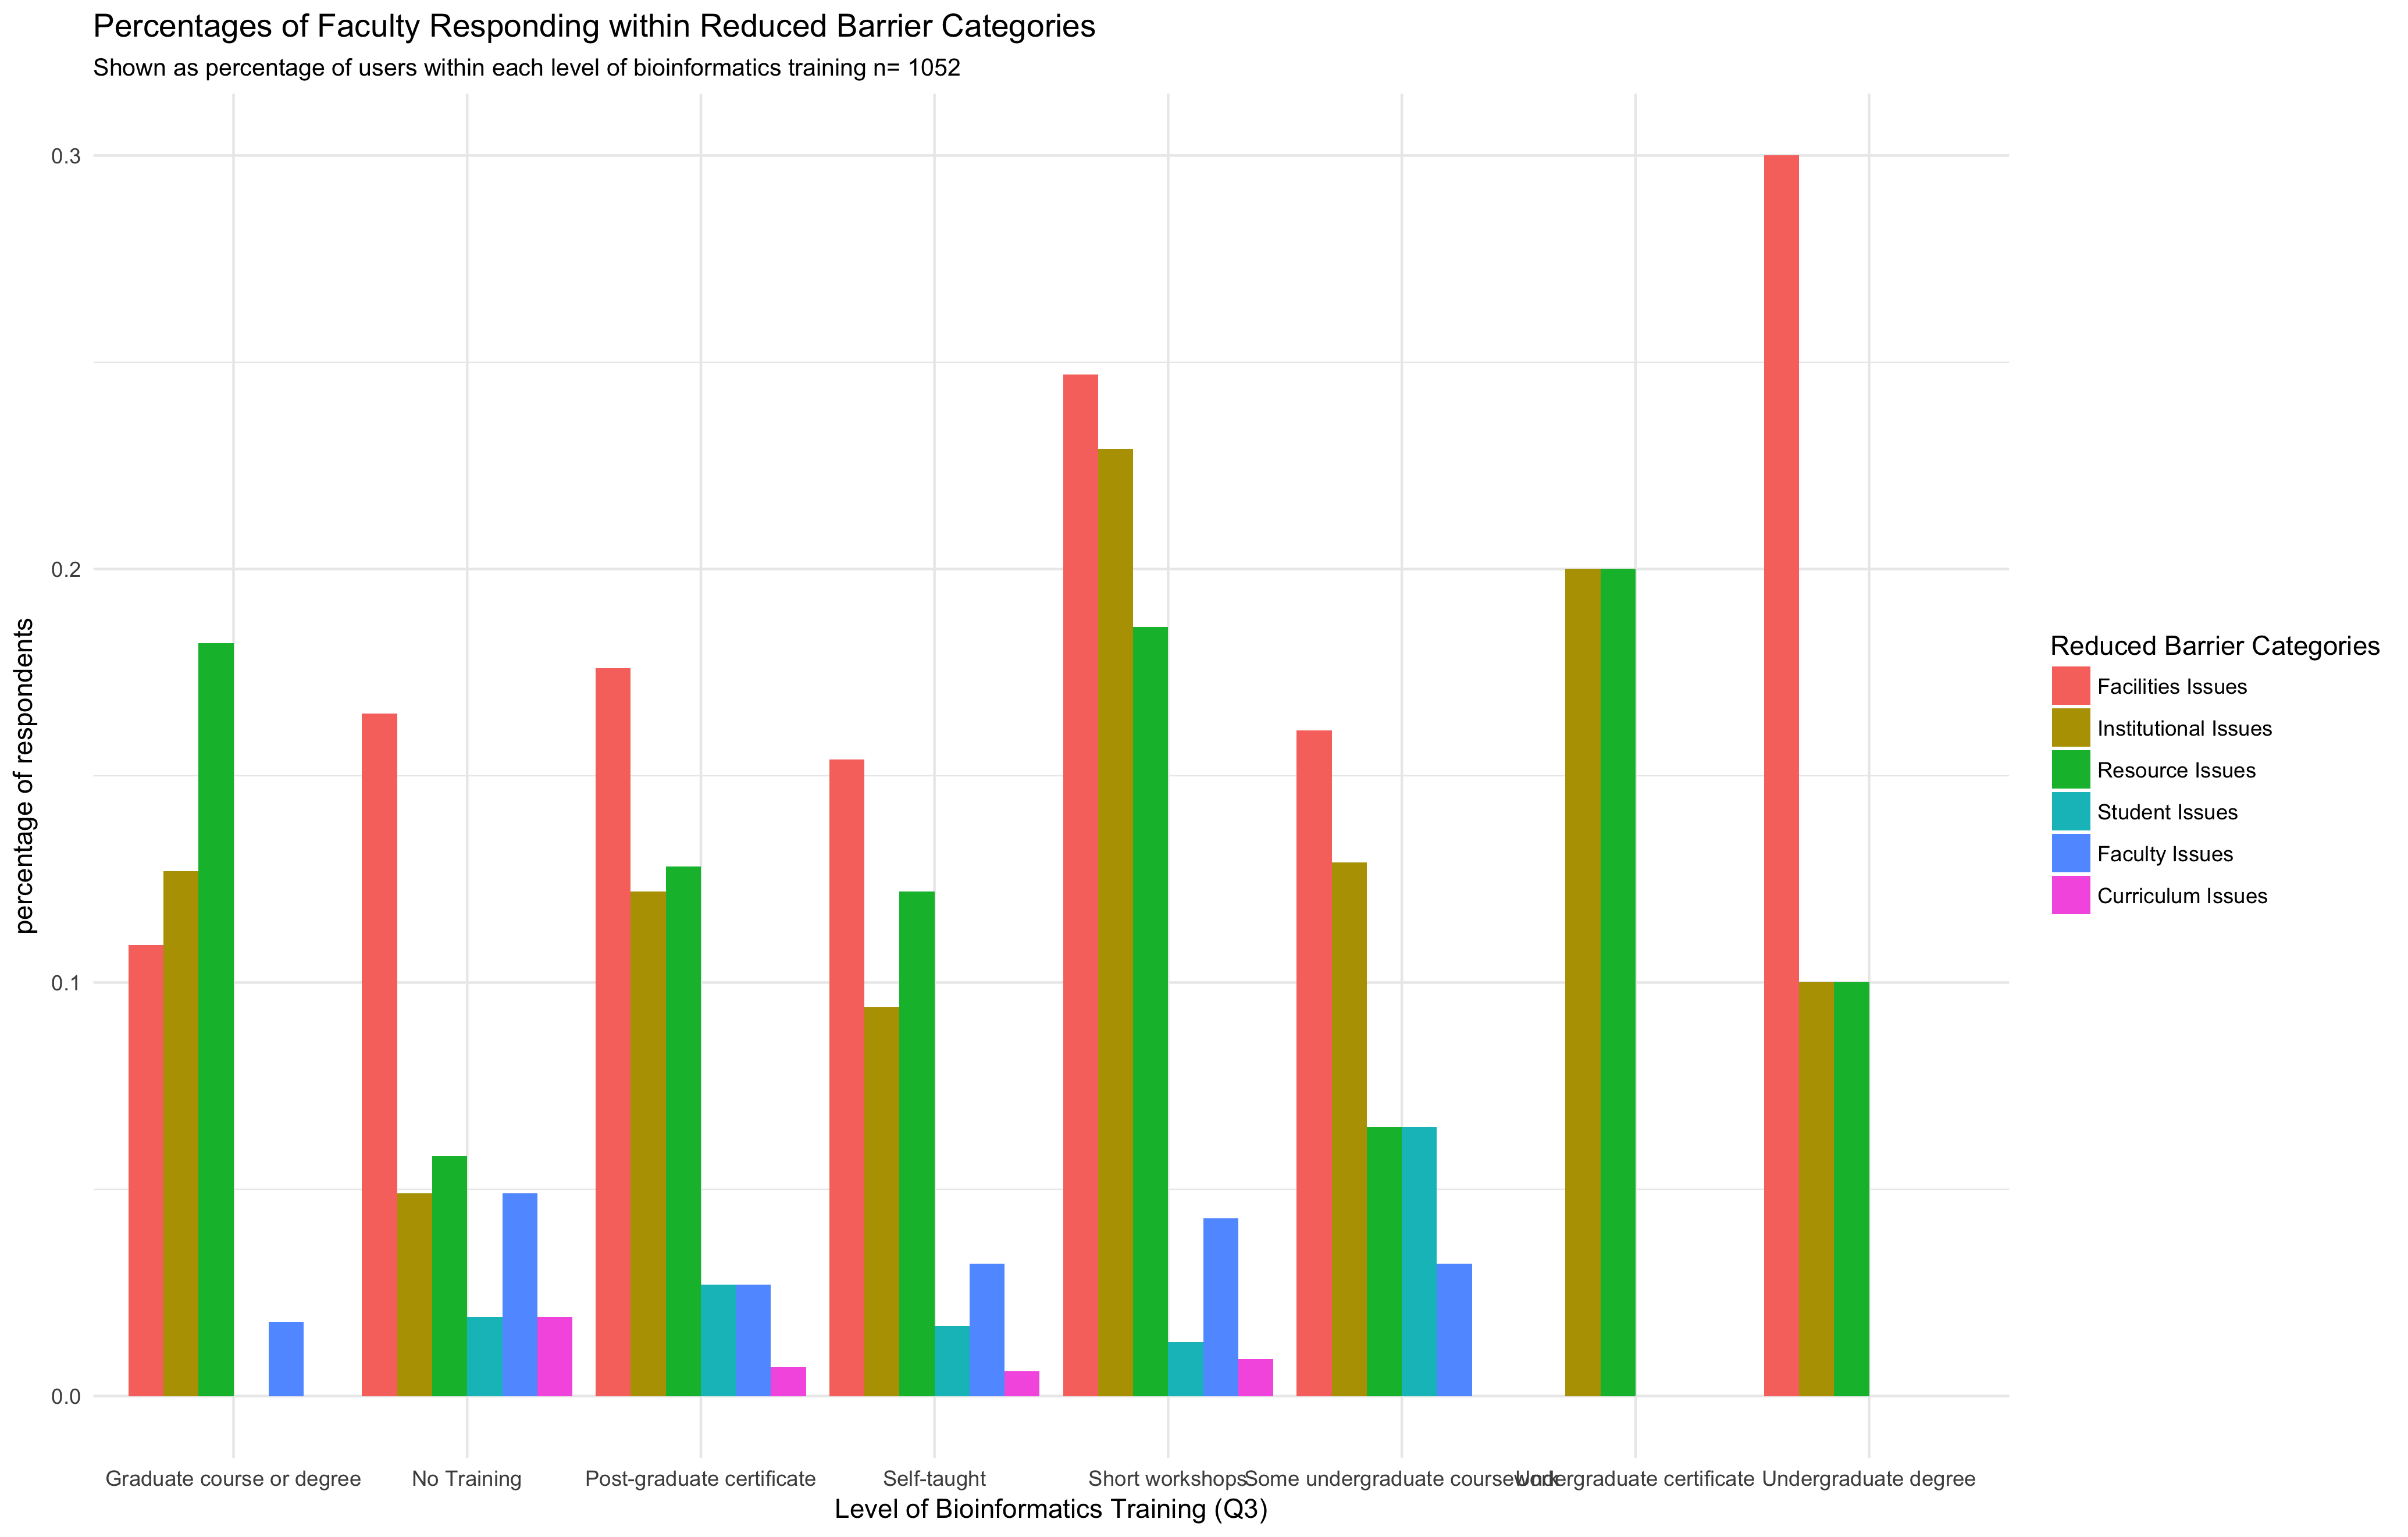 Percentages of Faculty Responding within Reduced Barrier Categories
Shown as percentage of users within each level of bioinformatics training n= 1052
0.3
0.2
0.1
0.0
percentage of respondents
Graduate course or degree
No Training
Post-graduate certificate
Self-taught
Short workshops
Some undergraduate coursework
Undergraduate certificate
Undergraduate degree
Level of Bioinformatics Training (Q3)
Reduced Barrier Categories
Facilities Issues
Institutional Issues
Resource Issues
Student Issues
Faculty Issues
Curriculum Issues